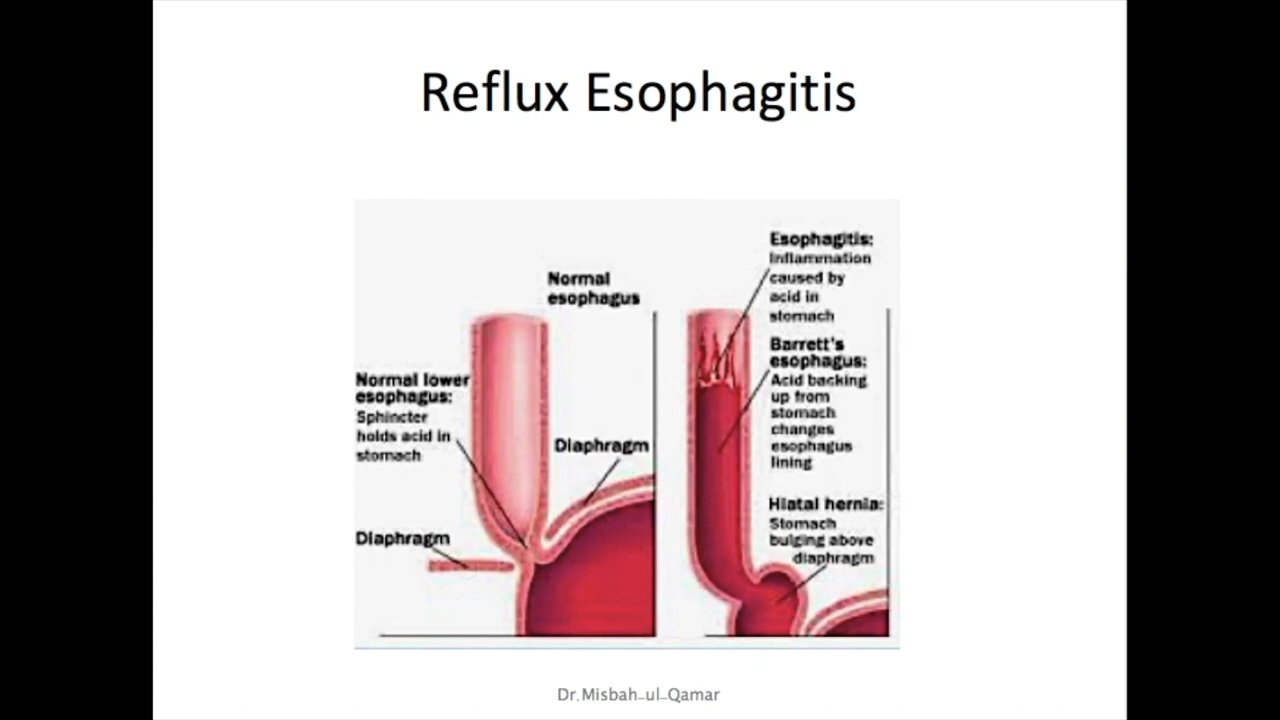 Reflux Esophagitis
Normal
esophagus
Normal lower
esophagus:
Sphincter
holds acid in
stomach
Diaphragm
Diaphragm
Esophagitis:
Inflammation
caused by
acid in
stomach
Barrett's
esophagus:
Acid backing
up from
stomach
changes
esophagus
lining
Hiatal hernia:
Stomach
bulging above
diaphragm
Dr.Misbah-ul-Qamar